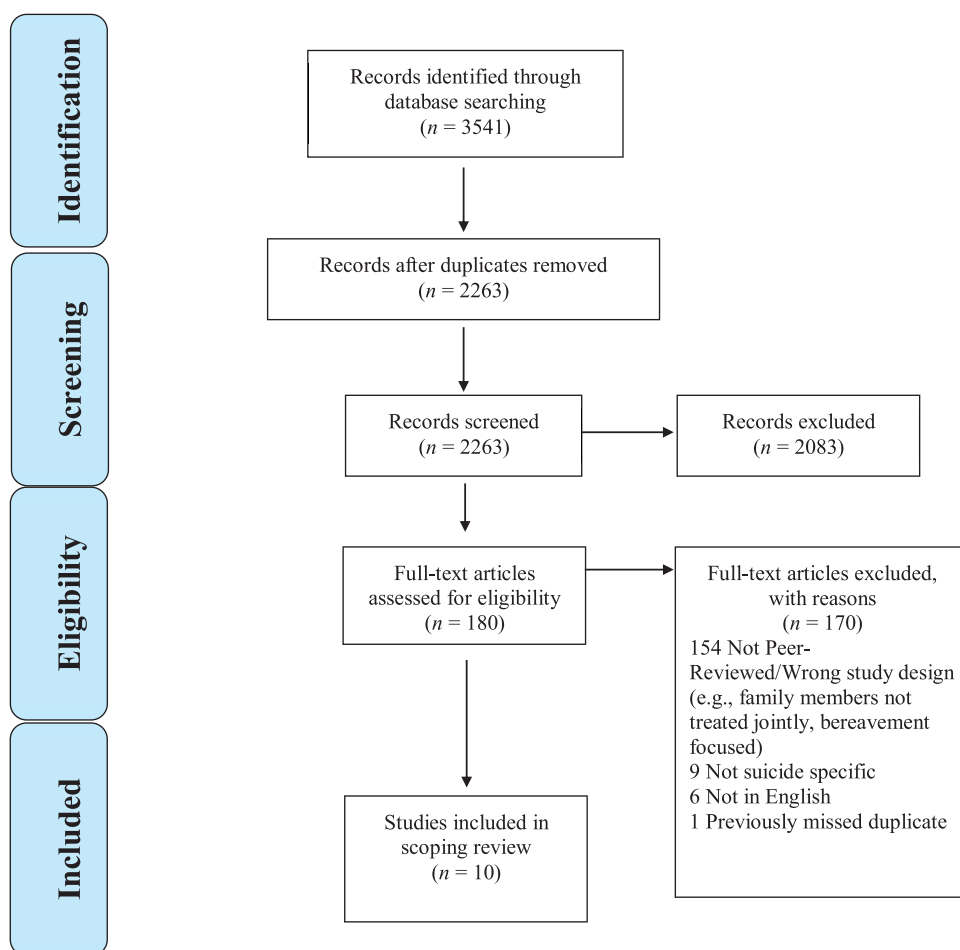 Identification
Records identified through
database searching
(n = 3541)
Records after duplicates removed
(n = 2263)
Screening
Records screened
(n = 2263)
Records excluded
(n = 2083)
Eligibility
Full-text articles
assessed for eligibility
(n = 180)
Full-text articles excluded,
with reasons
(n = 170)
154 Not Peer-
Reviewed/Wrong study design
(e.g., family members not
treated jointly, bereavement
focused)
9 Not suicide specific
6 Not in English
1 Previously missed duplicate
Included
Studies included in
scoping review
(n = 10)